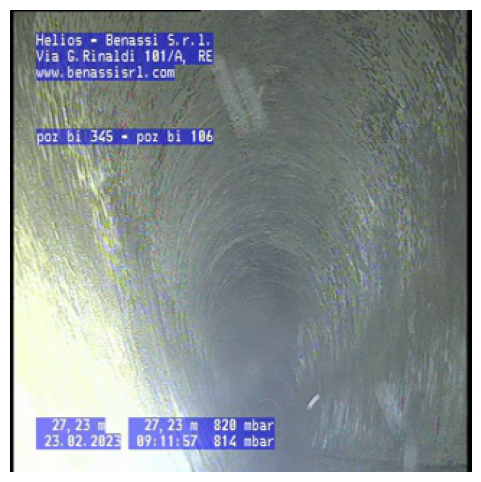 Helios - Benassi S.r.l.
Via G.Rinaldi 101/A, RE
www.benassisrl.com
poz bi 345 - poz bi 106
27,23 m 27,23 m 820 mbar
23.02.2023 09:11:57 814 mbar